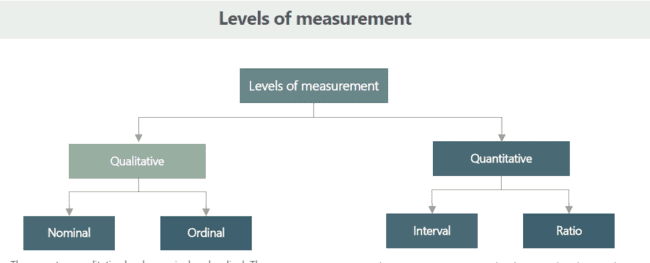 Levels of measurement
Levels of measurement
Qualitative
Quantitative
Nominal
Ordinal
Interval
Ratio